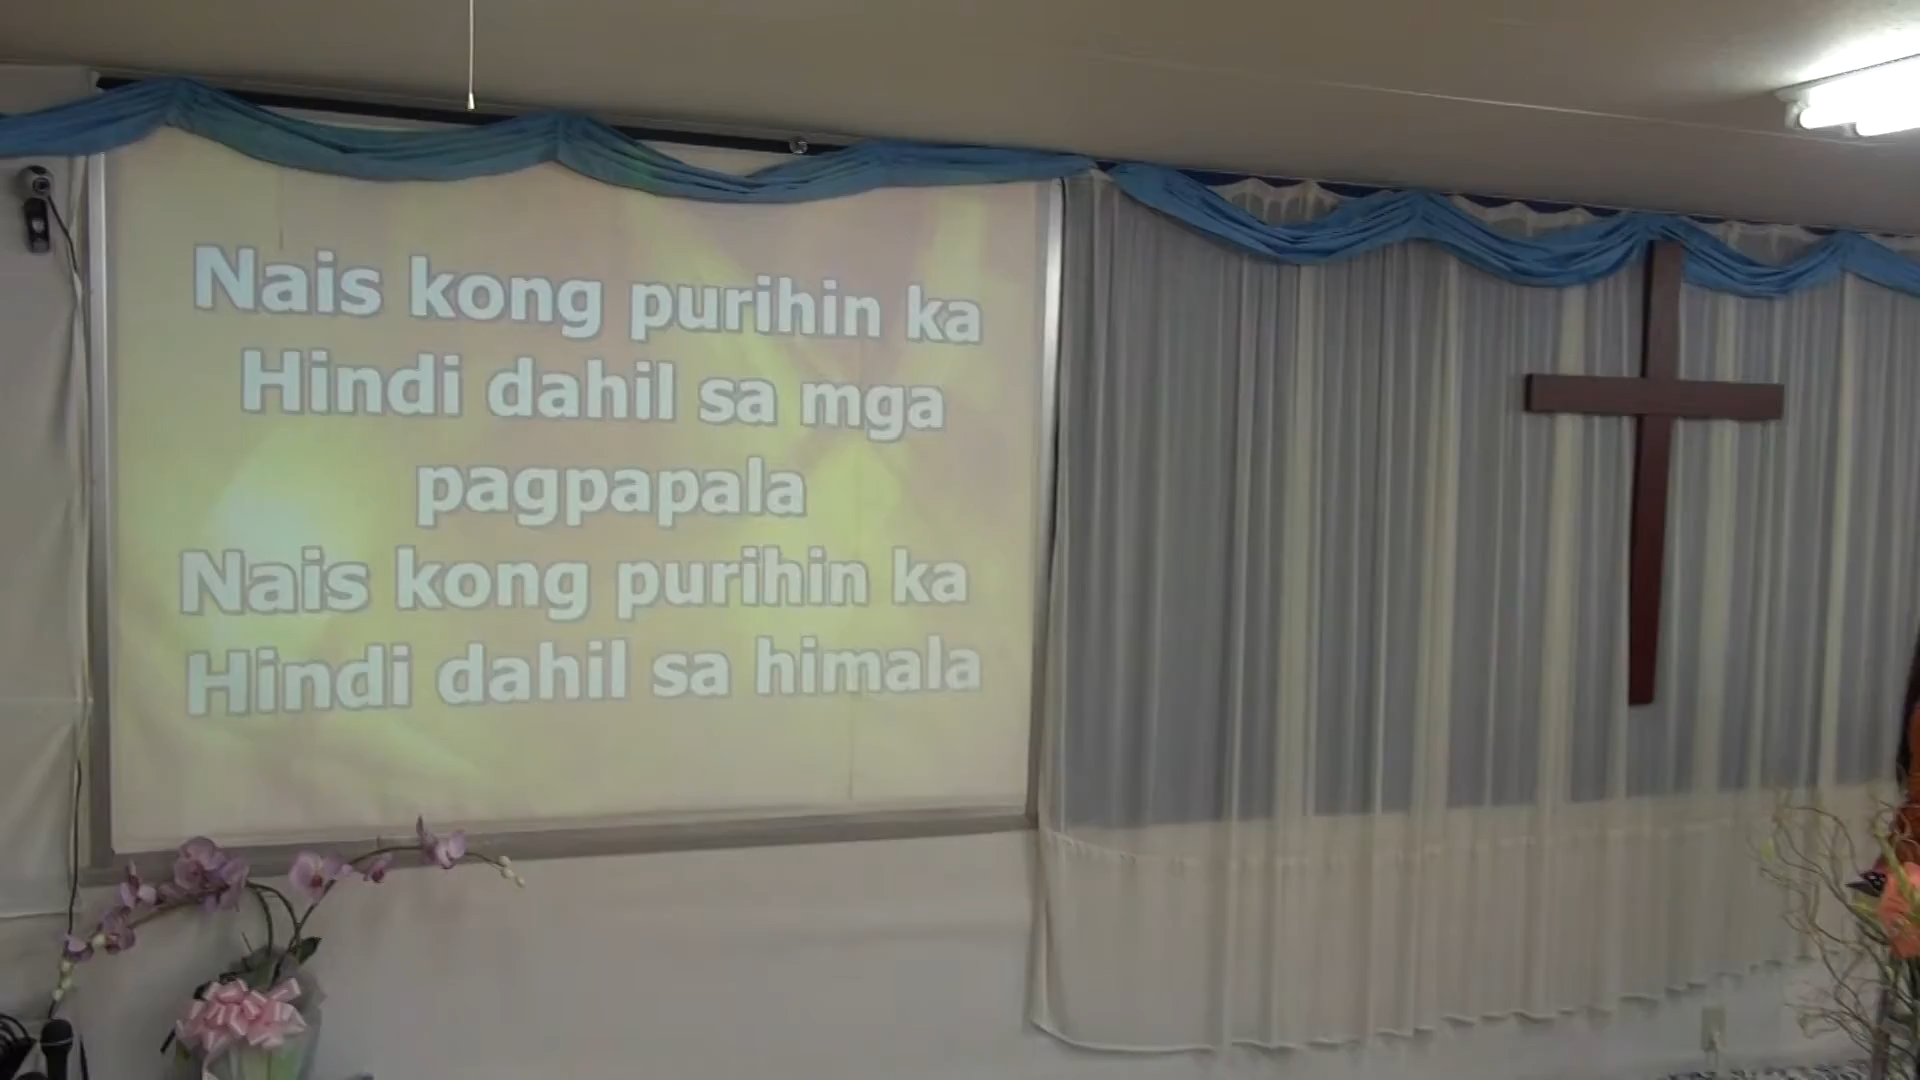 Nais kong purihin ka
Hindi dahil sa mga
pagpapala
Nais kong purihin ka
Hindi dahil sa himala